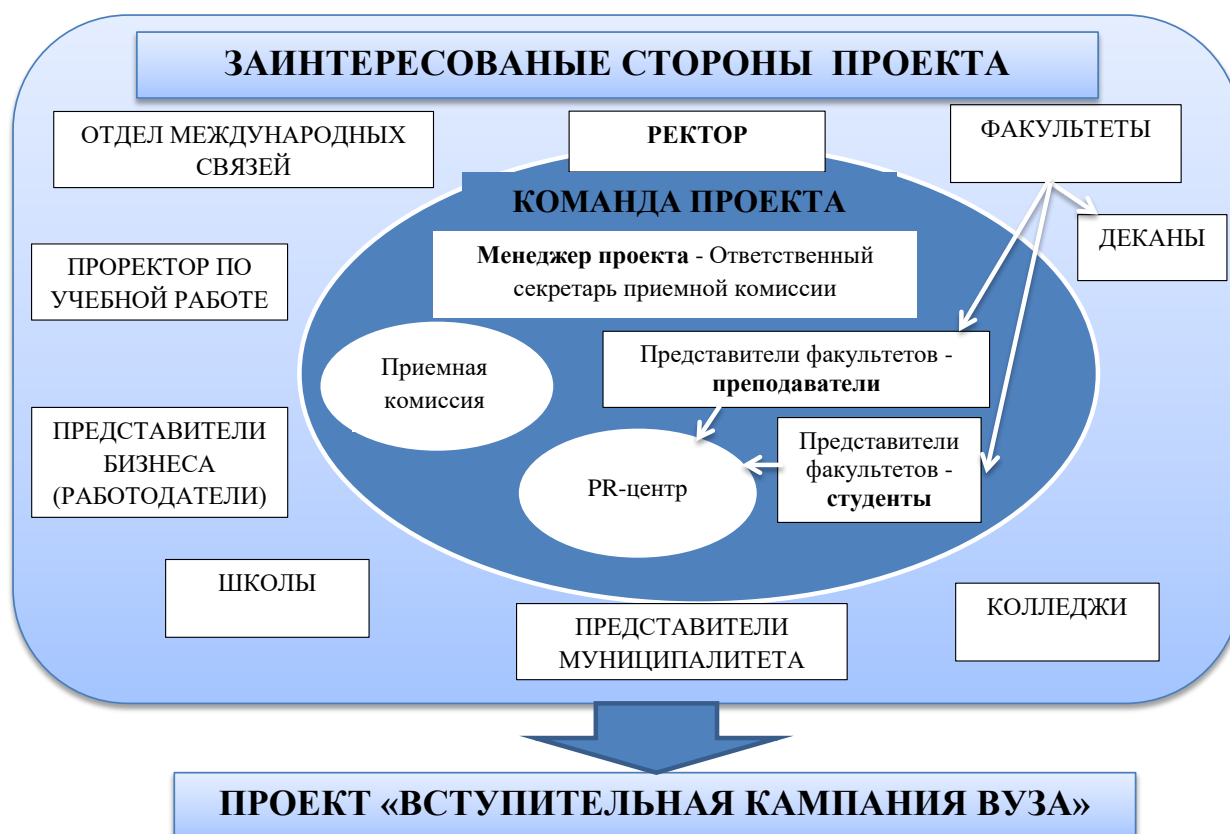 ЗАИНТЕРЕСОВАНЫЕ СТОРОНЫ ПРОЕКТА
ОТДЕЛ МЕЖДУНАРОДНЫХ
СВЯЗЕЙ
РЕКТОР
ФАКУЛЬТЕТЫ
КОМАНДА ПРОЕКТА
ДЕКАНЫ
Менеджер проекта - Ответственный
секретарь приемной комиссии
ПРОРЕКТОР ПО
УЧЕБНОЙ РАБОТЕ
Приемная
комиссия
Представители факультетов -
преподаватели
ПРЕДСТАВИТЕЛИ
БИЗНЕСА
(РАБОТОДАТЕЛИ)
Представители
факультетов -
студенты
PR-центр
ШКОЛЫ
КОЛЛЕДЖИ
ПРЕДСТАВИТЕЛИ
МУНИЦИПАЛИТЕТА
ПРОЕКТ «ВСТУПИТЕЛЬНАЯ КАМПАНИЯ ВУЗА»